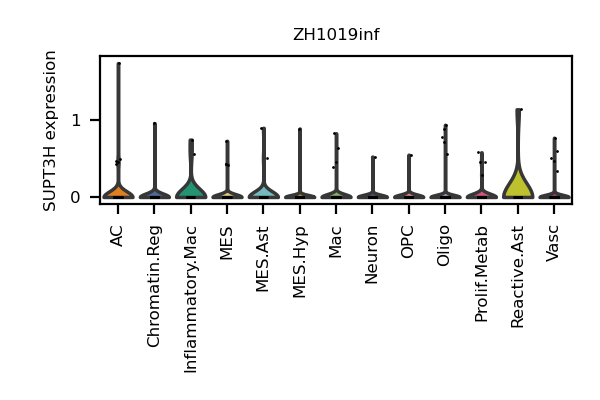 ZH1019inf
SUPT3H expression
1
0
AC
Chromatin.Reg
Inflammatory.Mac
MES
MES.Ast
MES.Hyp
Mac
Neuron
OPC
Oligo
Prolif.Metab
Reactive.Ast
Vasc